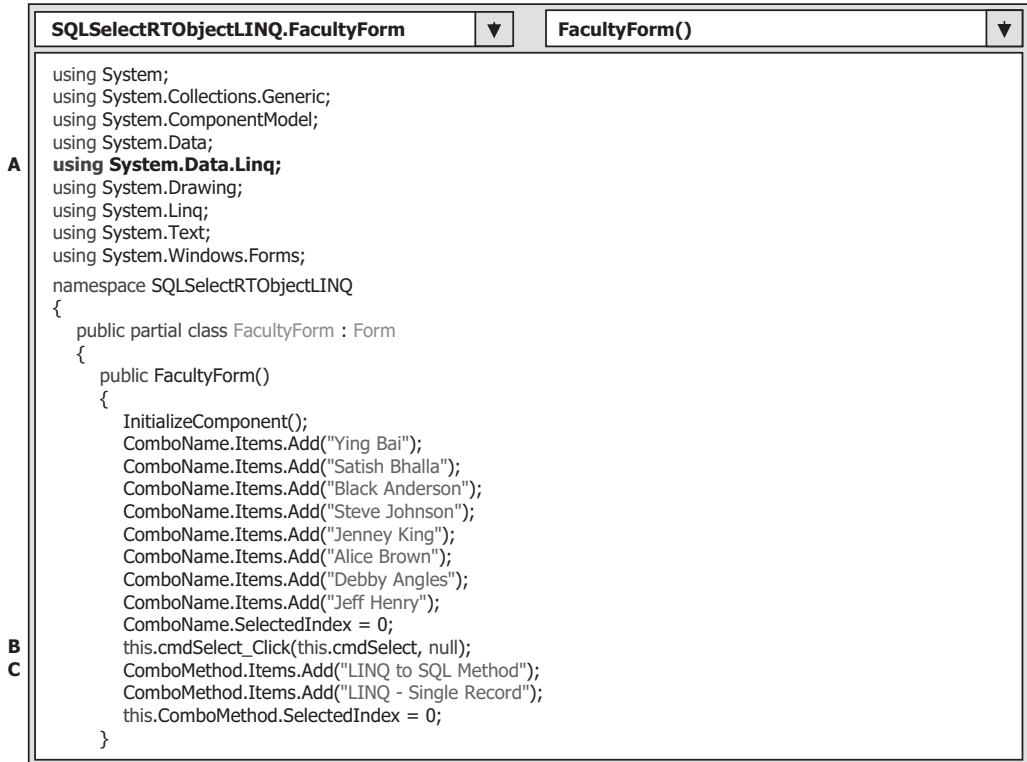 SQLSelectRTObjectLINQ.FacultyForm FacultyForm()
using System;
using System.Collections.Generic;
using System.ComponentModel;
using System.Data;
A using System.Data.Linq;
using System.Drawing;
using System.Linq;
using System.Text;
using System.Windows.Forms;
namespace SQLSelectRTObjectLINQ
{
public partial class FacultyForm : Form
{
public FacultyForm()
{
InitializeComponent();
ComboName.Items.Add("Ying Bai");
ComboName.Items.Add("Satish Bhalla");
ComboName.Items.Add("Black Anderson");
ComboName.Items.Add("Steve Johnson");
ComboName.Items.Add("Jenney King");
ComboName.Items.Add("Alice Brown");
ComboName.Items.Add("Debby Angles");
ComboName.Items.Add("Jeff Henry");
ComboName.SelectedIndex = 0;
B this.cmdSelect_Click(this.cmdSelect, null);
C ComboMethod.Items.Add("LINQ to SQL Method");
ComboMethod.Items.Add("LINQ - Single Record");
this.ComboMethod.SelectedIndex = 0;
}